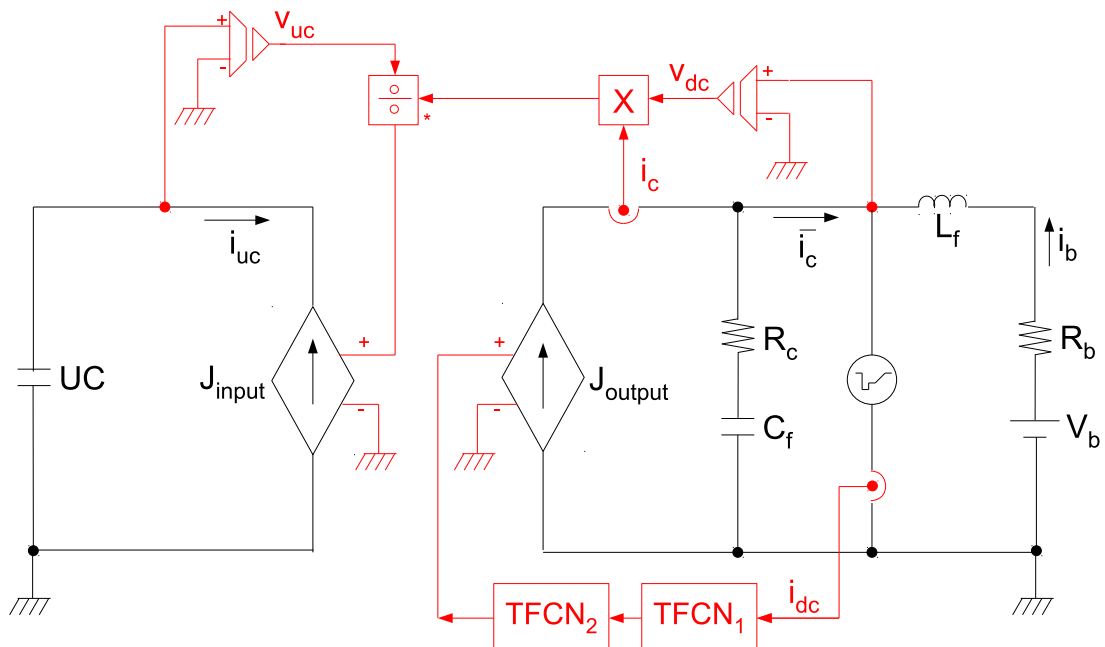 +
v_uc
-
÷
*
X
v_dc
+
-
i_c
i_uc
i_c
L_f
i_b
+
-
UC
J_input
+
-
J_output
R_c
C_f
R_b
V_b
TFCN_2
TFCN_1
i_dc